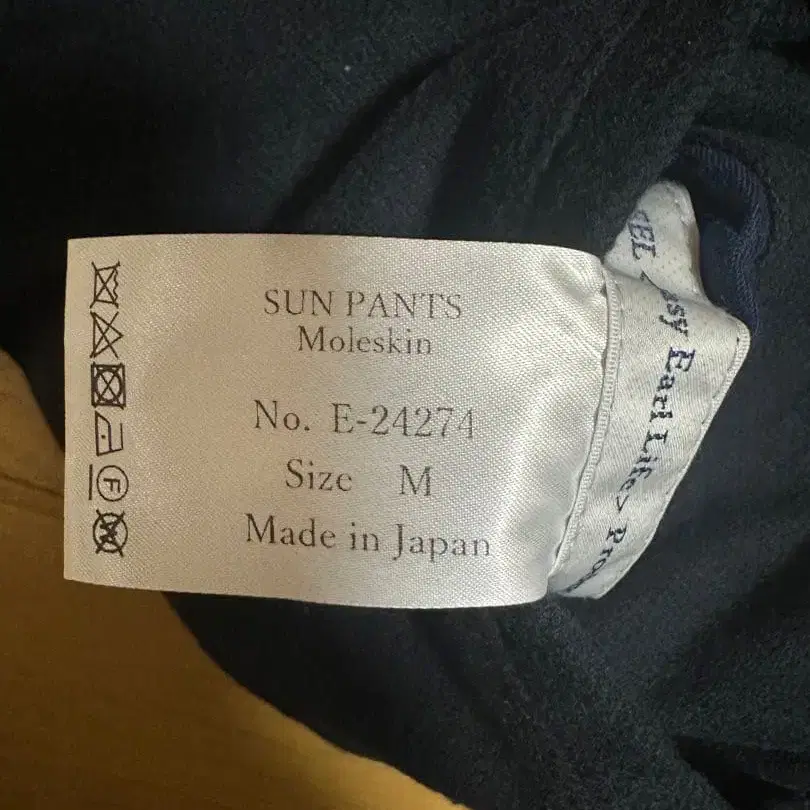 SUN PANTS
Moleskin
No. E-24274
Size M
Made in Japan
Earl Life>